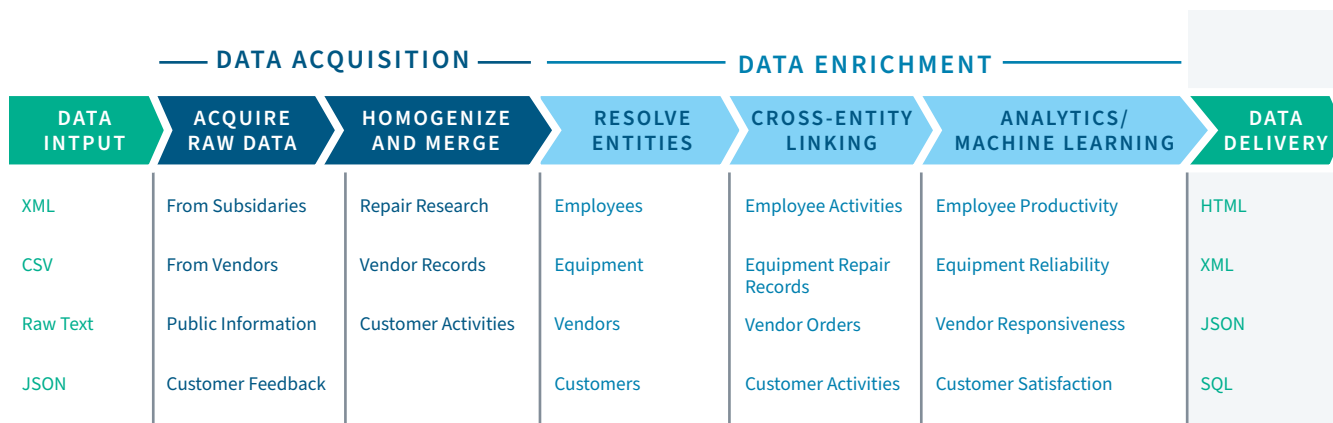 DATA ACQUISITION
DATA ENRICHMENT
DATA
INTPUT
ACQUIRE
RAW DATA
HOMOGENIZE
AND MERGE
RESOLVE
ENTITIES
CROSS-ENTITY
LINKING
ANALYTICS/
MACHINE LEARNING
DATA
DELIVERY
XML
From Subsidaries
Repair Research
Employees
Employee Activities
Employee Productivity
HTML
CSV
From Vendors
Vendor Records
Equipment
Equipment Repair
Records
Equipment Reliability
XML
Raw Text
Public Information
Customer Activities
Vendors
Vendor Orders
Vendor Responsiveness
JSON
JSON
Customer Feedback
Customers
Customer Activities
Customer Satisfaction
SQL